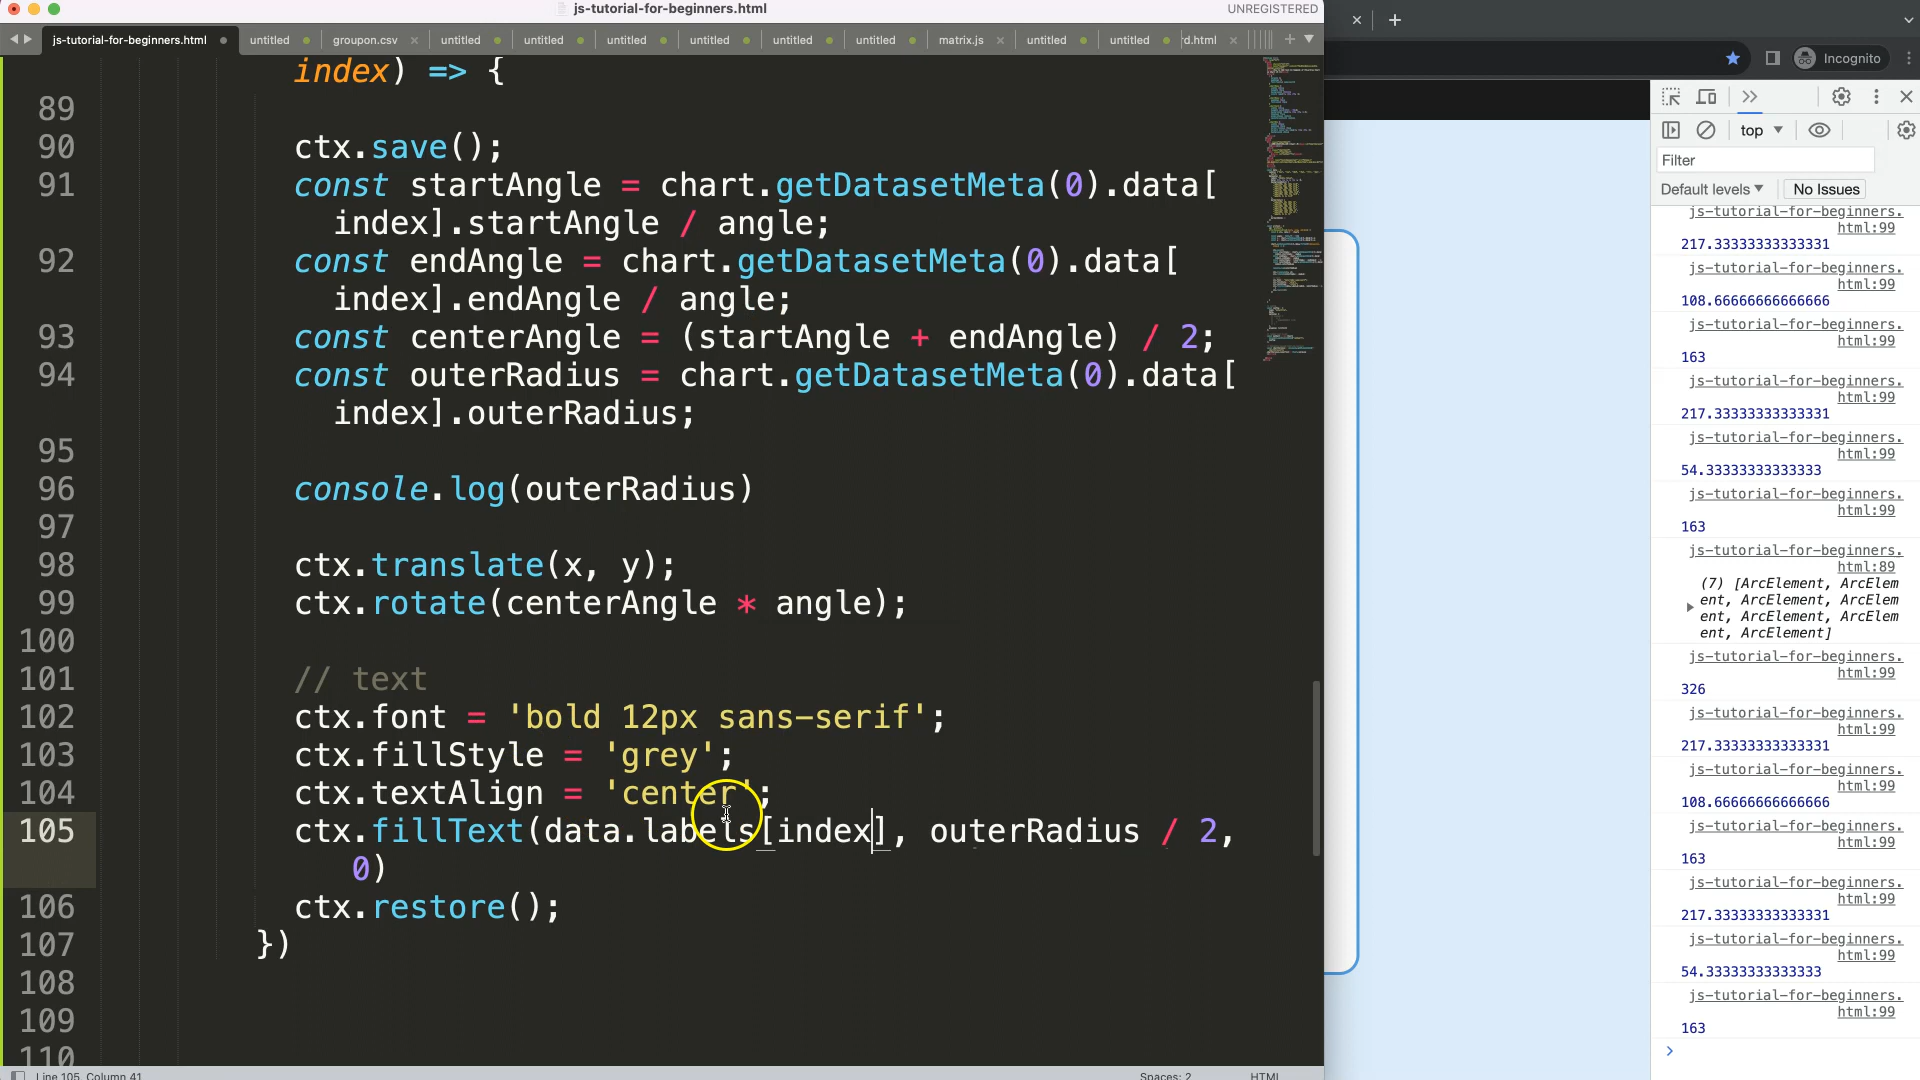 js-tutorial-for-beginners.html
UNREGISTERED
js-tutorial-for-beginners.html untitled groupon.csv untitled untitled untitled untitled untitled untitled matrix.js untitled untitled rd.html
Incognito
index) => {
89
90 ctx.save();
91 const startAngle = chart.getDatasetMeta(0).data[
index].startAngle / angle;
92 const endAngle = chart.getDatasetMeta(0).data[
index].endAngle / angle;
93 const centerAngle = (startAngle + endAngle) / 2;
94 const outerRadius = chart.getDatasetMeta(0).data[
index].outerRadius;
95
96 console.log(outerRadius)
97
98 ctx.translate(x, y);
99 ctx.rotate(centerAngle * angle);
100
101 // text
102 ctx.font = 'bold 12px sans-serif';
103 ctx.fillStyle = 'grey';
104 ctx.textAlign = 'center';
105 ctx.fillText(data.labels[index], outerRadius / 2,
0)
106 ctx.restore();
107 })
108
109
110
Line 105, Column 41
Spaces: 2
HTML
top
Filter
Default levels
No Issues
js-tutorial-for-beginners.
html:99
217.33333333333331
js-tutorial-for-beginners.
html:99
108.66666666666666
js-tutorial-for-beginners.
html:99
163
js-tutorial-for-beginners.
html:99
217.33333333333331
js-tutorial-for-beginners.
html:99
54.33333333333333
js-tutorial-for-beginners.
html:99
163
js-tutorial-for-beginners.
html:89
(7) [ArcElement, ArcElem
ent, ArcElement, ArcElem
ent, ArcElement, ArcElem
ent, ArcElement]
js-tutorial-for-beginners.
html:99
326
js-tutorial-for-beginners.
html:99
217.33333333333331
js-tutorial-for-beginners.
html:99
108.66666666666666
js-tutorial-for-beginners.
html:99
163
js-tutorial-for-beginners.
html:99
217.33333333333331
js-tutorial-for-beginners.
html:99
54.33333333333333
js-tutorial-for-beginners.
html:99
163